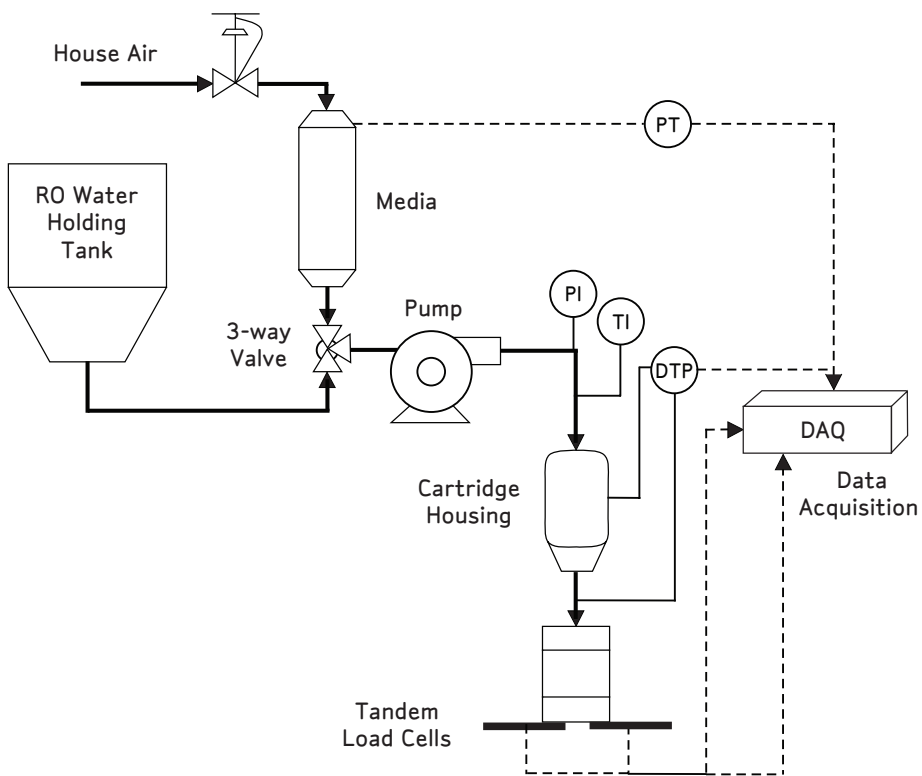 House Air
PT
RO Water
Holding
Tank
Media
PI
Pump
TI
3-way
Valve
DTP
DAQ
Cartridge
Housing
Data
Acquisition
Tandem
Load Cells